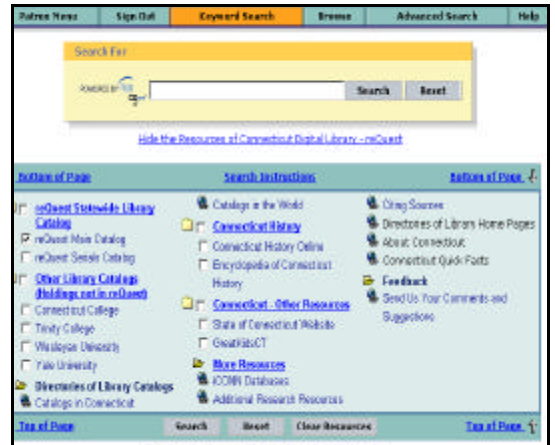 Patron Menu Sign Out Keyword Search Browse Advanced Search Help
Search For
POWERED BY
Search Reset
Hide the Resources of Connecticut Digital Library - reQuest
Bottom of Page Search Instructions Bottom of Page
reQuest Statewide Library
Catalog
reQuest Main Catalog
reQuest Serials Catalog
Other Library Catalogs
(Holdings not in reQuest)
Connecticut College
Trinity College
Wesleyan University
Yale University
Directories of Library Catalogs
Catalogs in Connecticut
Catalogs in the World
Connecticut History
Connecticut History Online
Encyclopedia of Connecticut
History
Connecticut - Other Resources
State of Connecticut Website
GreatKidsCT
More Resources
iCONN Databases
Additional Research Resources
Citing Sources
Directories of Library Home Pages
About Connecticut
Connecticut Quick Facts
Feedback
Send Us Your Comments and
Suggestions
Top of Page Search Reset Clear Resources Top of Page